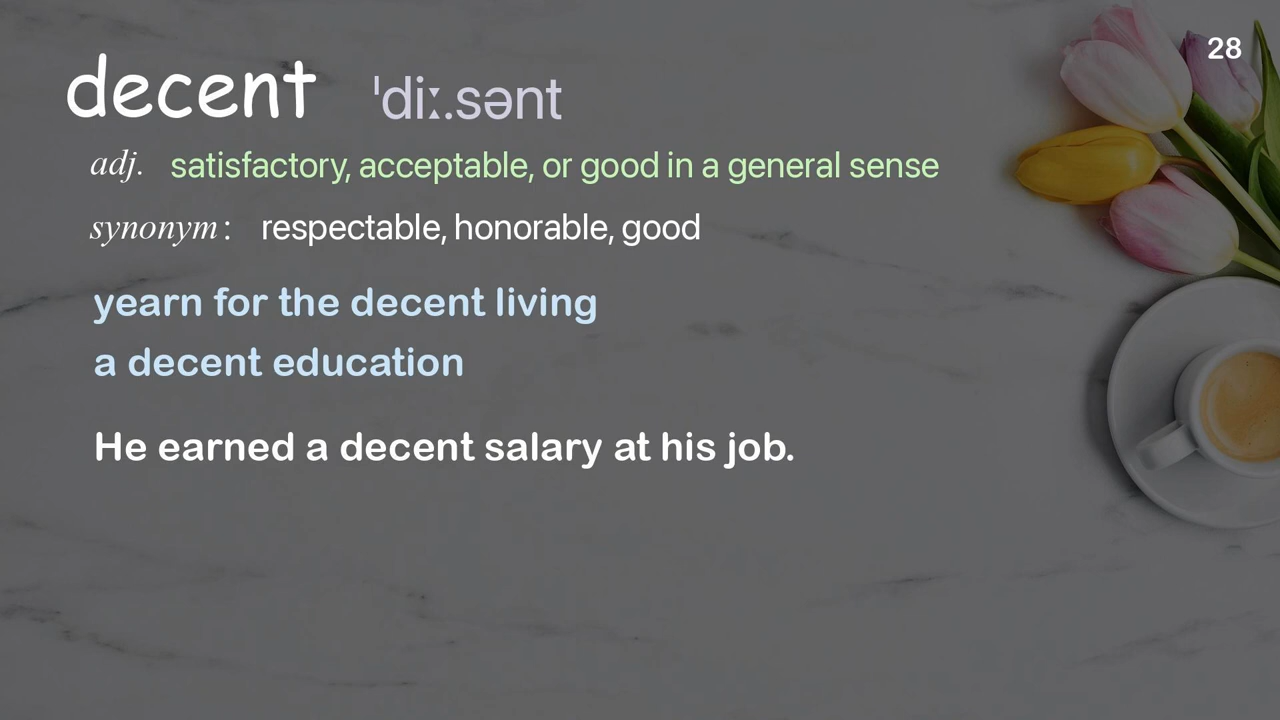 28
decent ˈdiː.sənt
adj. satisfactory, acceptable, or good in a general sense
synonym: respectable, honorable, good
yearn for the decent living
a decent education
He earned a decent salary at his job.